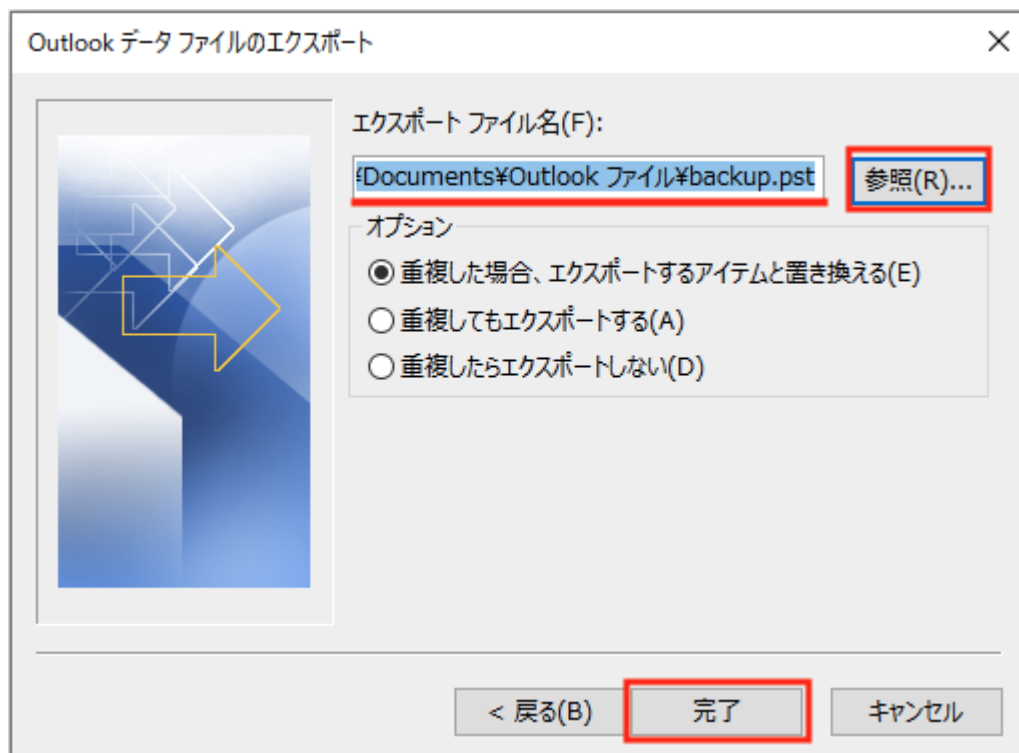 Outlook データ ファイルのエクスポート
エクスポート ファイル名(F):
¥Documents¥Outlook ファイル¥backup.pst
参照(R)...
オプション
重複した場合、エクスポートするアイテムと置き換える(E)
重複してもエクスポートする(A)
重複したらエクスポートしない(D)
< 戻る(B)
完了
キャンセル